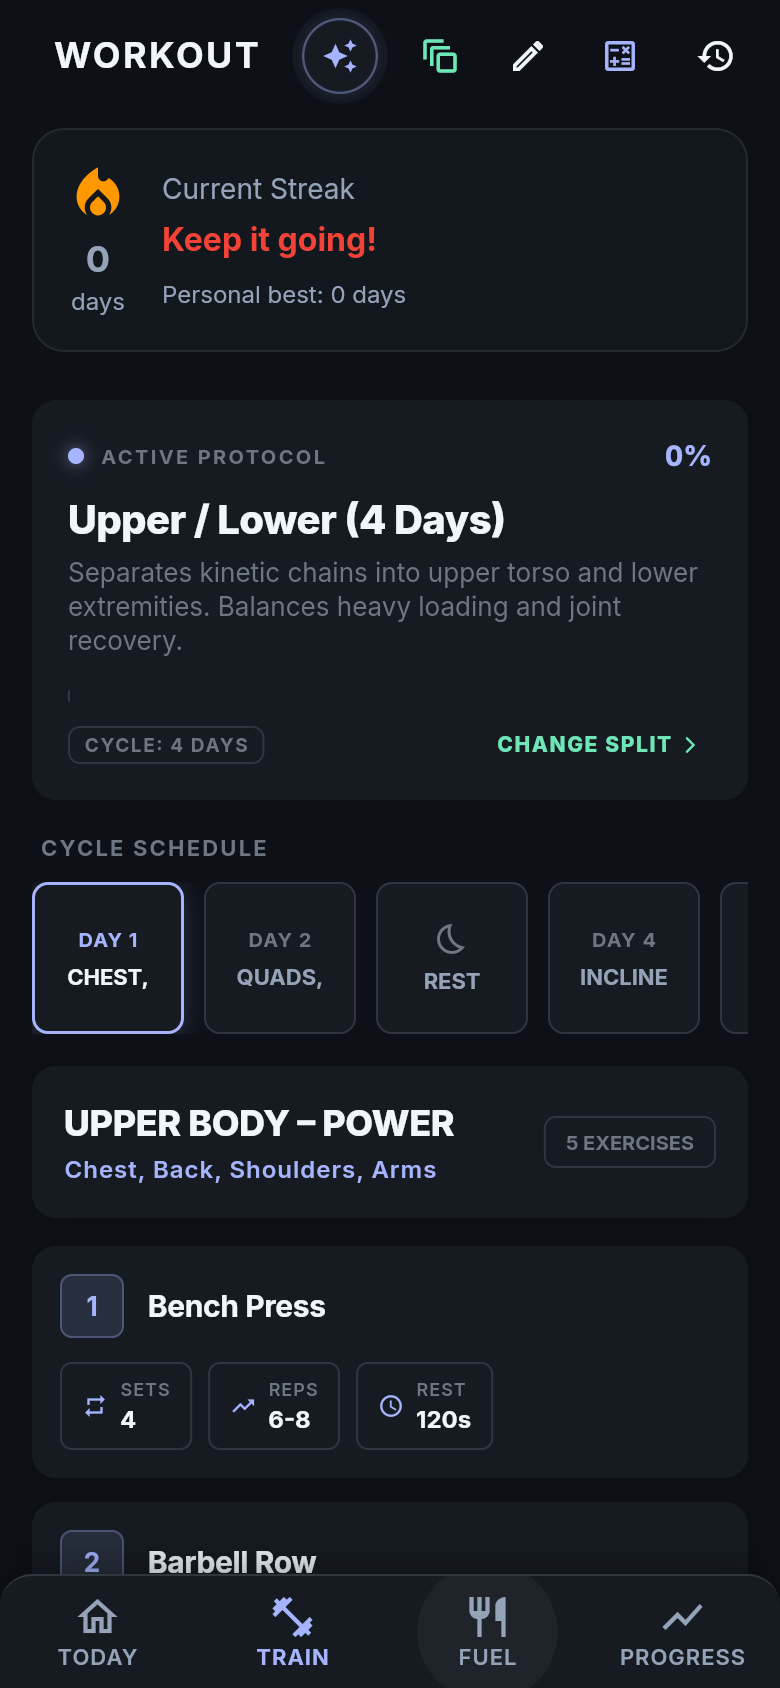 WORKOUT
Current Streak
Keep it going!
0
days
Personal best: 0 days
ACTIVE PROTOCOL
0%
Upper / Lower (4 Days)
Separates kinetic chains into upper torso and lower
extremities. Balances heavy loading and joint
recovery.
CYCLE: 4 DAYS
CHANGE SPLIT
CYCLE SCHEDULE
DAY 1
CHEST,
DAY 2
QUADS,
REST
DAY 4
INCLINE
UPPER BODY – POWER
Chest, Back, Shoulders, Arms
5 EXERCISES
1
Bench Press
SETS
4
REPS
6-8
REST
120s
2
Barbell Row
TODAY
TRAIN
FUEL
PROGRESS